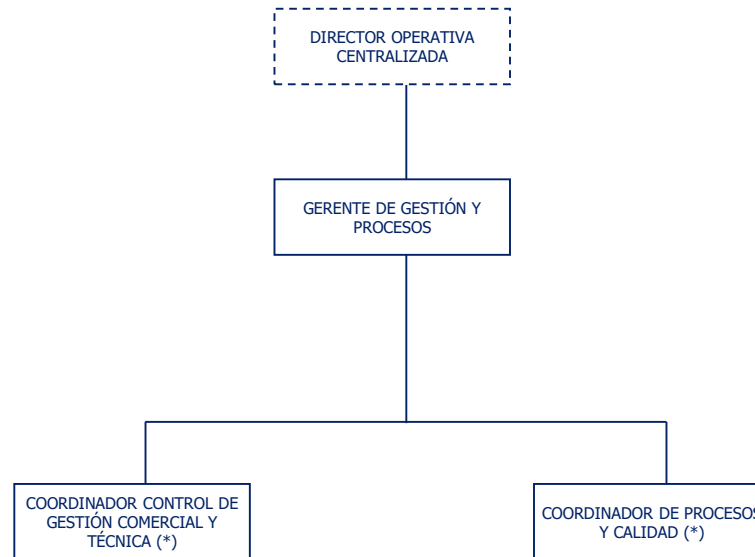 DIRECTOR OPERATIVA
CENTRALIZADA
GERENTE DE GESTIÓN Y
PROCESOS
COORDINADOR CONTROL DE
GESTIÓN COMERCIAL Y
TÉCNICA (*)
COORDINADOR DE PROCESOS
Y CALIDAD (*)